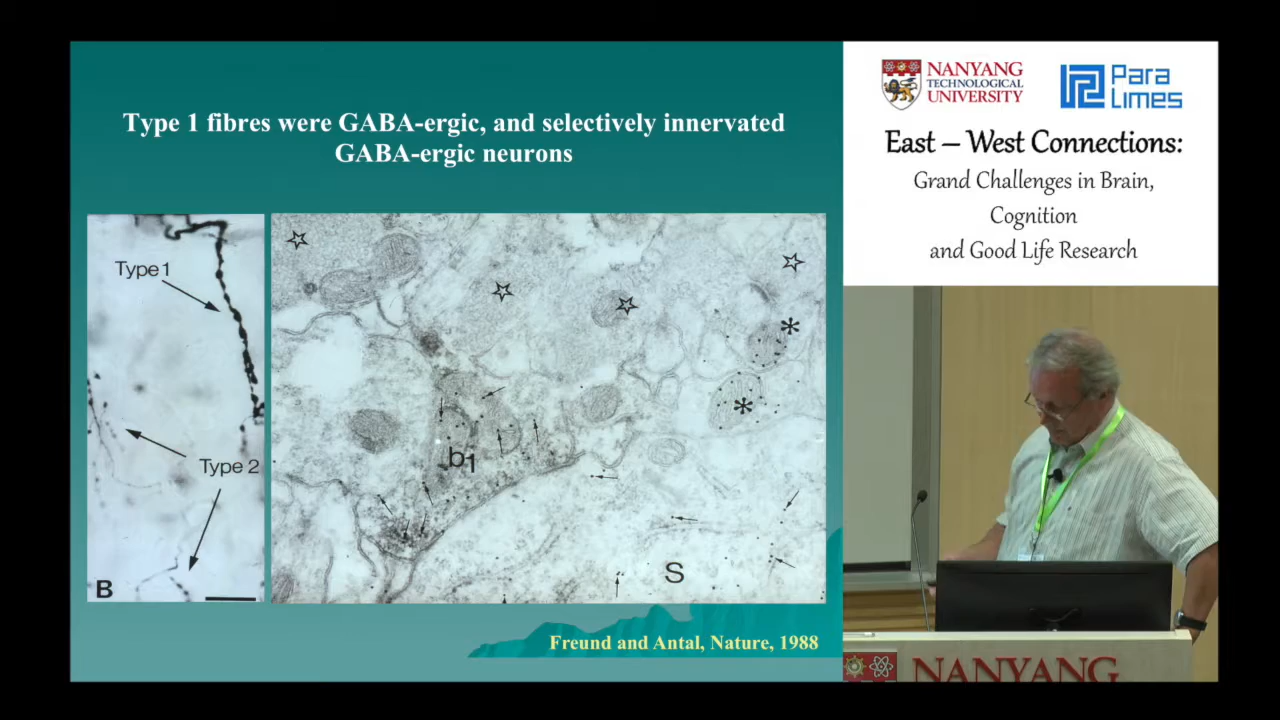 Type 1 fibres were GABA-ergic, and selectively innervated
GABA-ergic neurons
Type 1
Type 2
B
b1
S
Freund and Antal, Nature, 1988
NANYANG
TECHNOLOGICAL
UNIVERSITY
Para
Limes
East – West Connections:
Grand Challenges in Brain,
Cognition
and Good Life Research
NANYANG